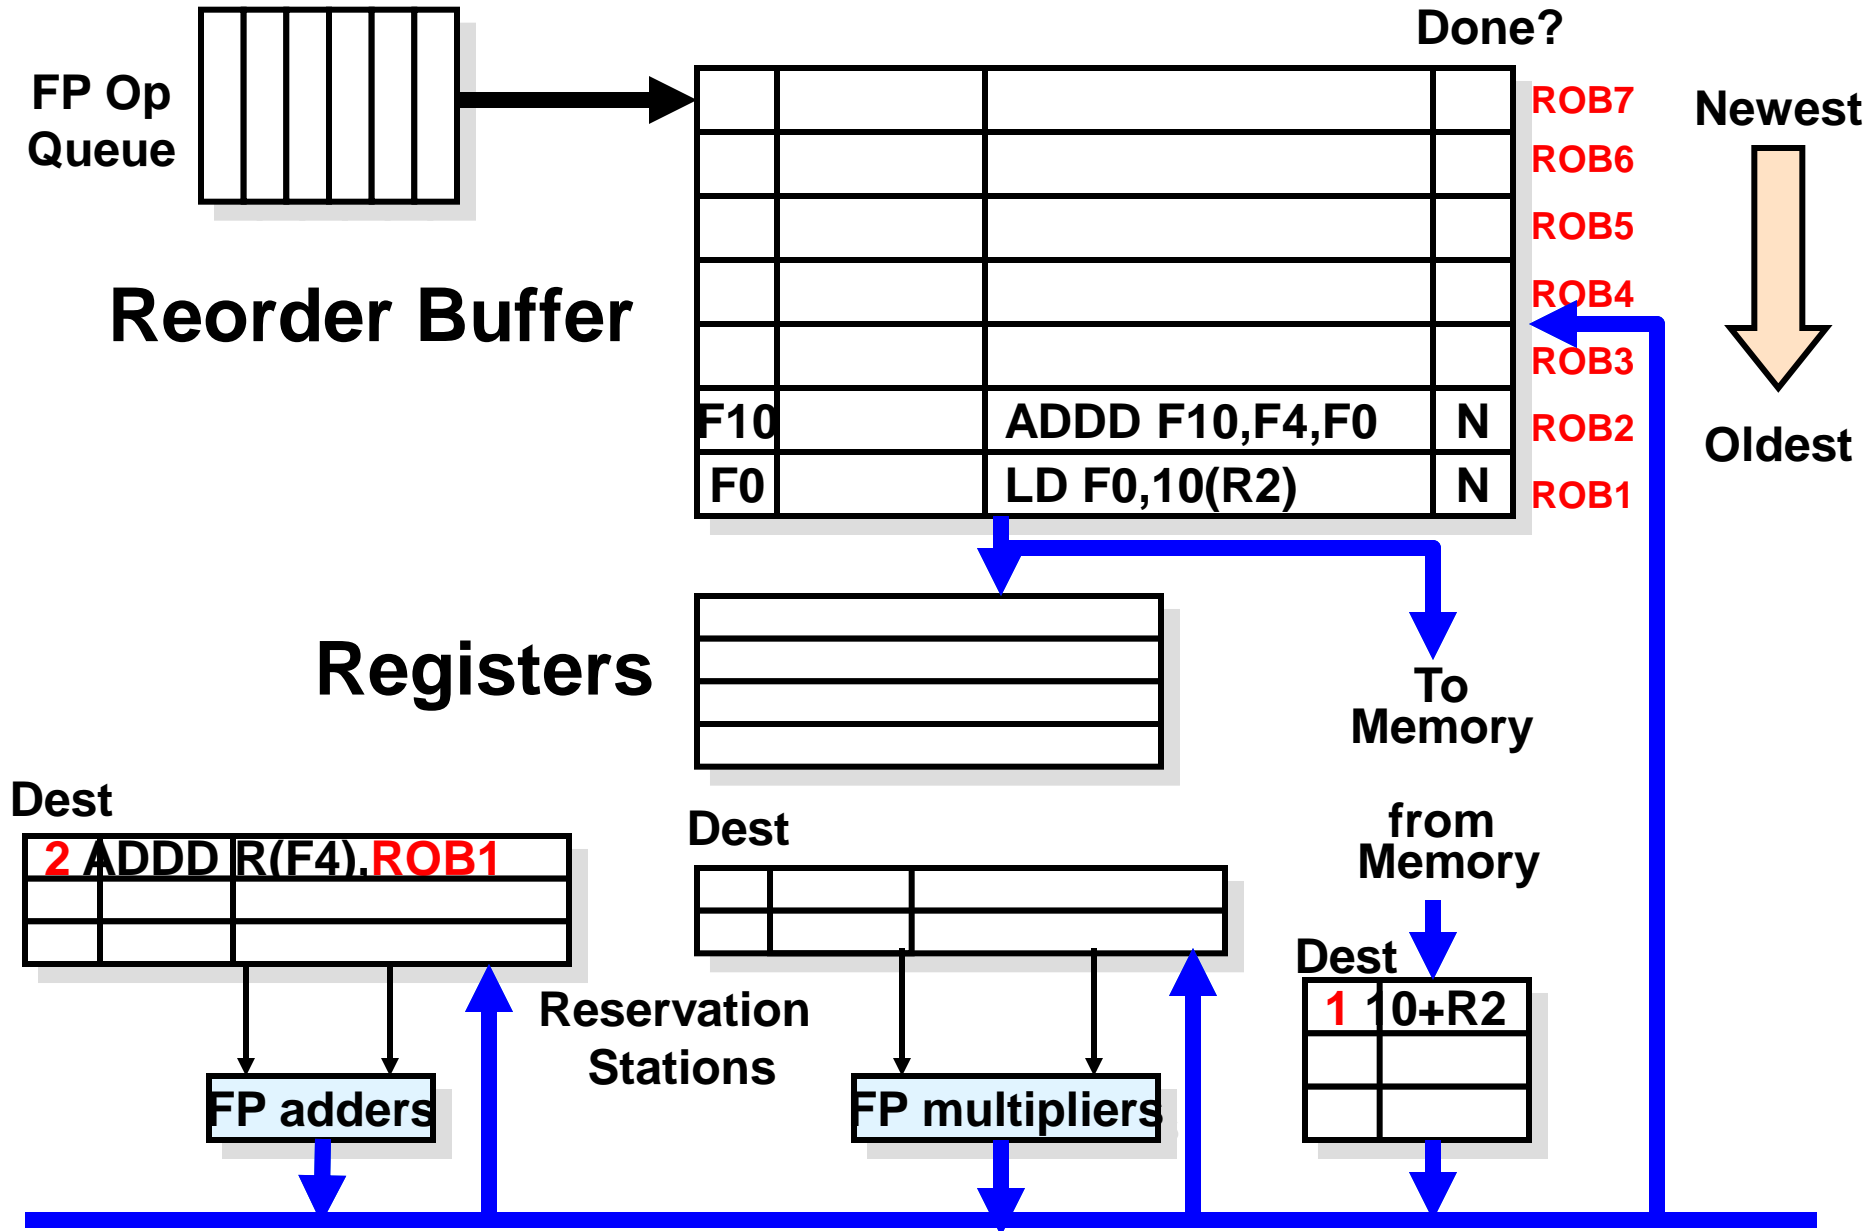 Done?
FP Op
Queue
ROB7
Newest
ROB6
ROB5
Reorder Buffer
ROB4
ROB3
F10 ADDD F10,F4,F0 N ROB2
Oldest
F0 LD F0,10(R2) N ROB1
Registers
To
Memory
Dest
2 ADDD R(F4),ROB1
Dest
from
Memory
Dest
1 10+R2
Reservation
Stations
FP adders
FP multipliers